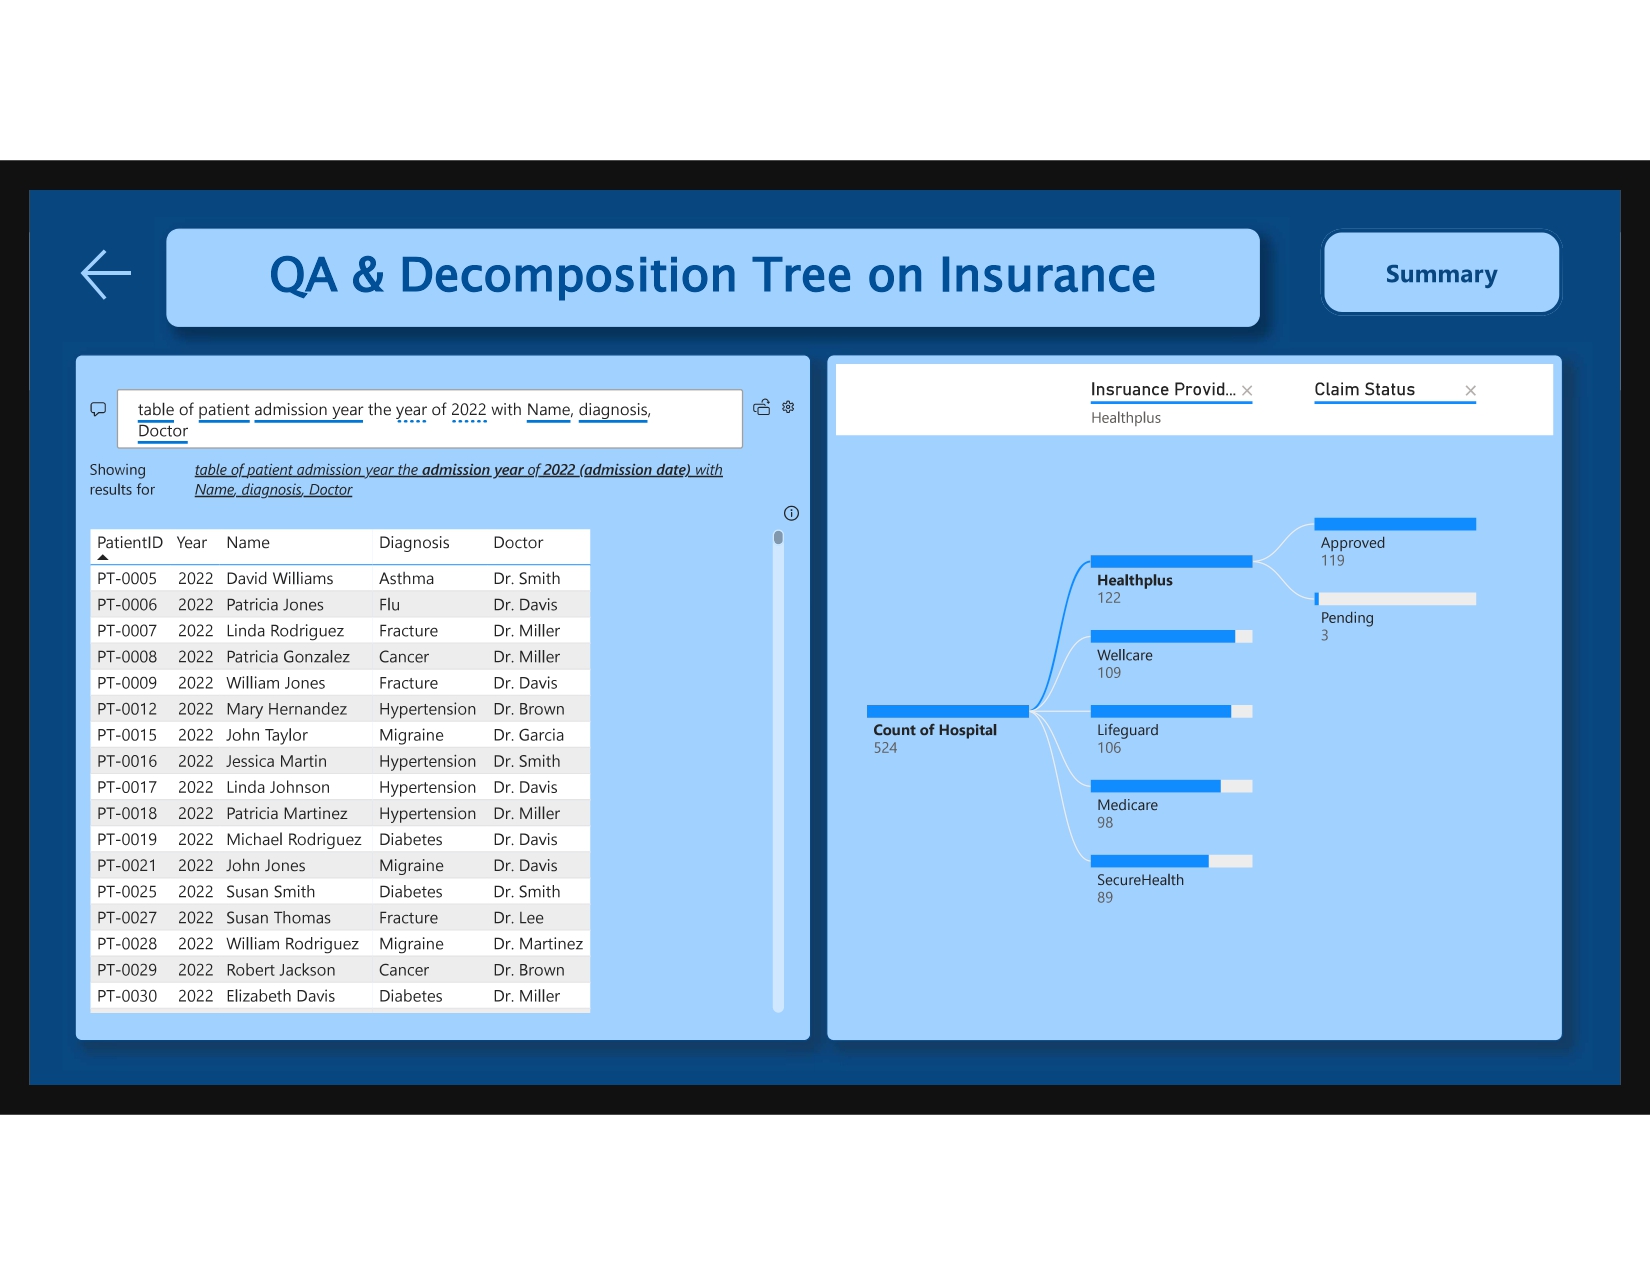 QA & Decomposition Tree on Insurance
Summary
table of patient admission year the year of 2022 with Name, diagnosis,
Doctor
Showing
results for
table of patient admission year the admission year of 2022 (admission date) with
Name, diagnosis, Doctor
PatientID Year Name Diagnosis Doctor
PT-0005 2022 David Williams Asthma Dr. Smith
PT-0006 2022 Patricia Jones Flu Dr. Davis
PT-0007 2022 Linda Rodriguez Fracture Dr. Miller
PT-0008 2022 Patricia Gonzalez Cancer Dr. Miller
PT-0009 2022 William Jones Fracture Dr. Davis
PT-0012 2022 Mary Hernandez Hypertension Dr. Brown
PT-0015 2022 John Taylor Migraine Dr. Garcia
PT-0016 2022 Jessica Martin Hypertension Dr. Smith
PT-0017 2022 Linda Johnson Hypertension Dr. Davis
PT-0018 2022 Patricia Martinez Hypertension Dr. Miller
PT-0019 2022 Michael Rodriguez Diabetes Dr. Davis
PT-0021 2022 John Jones Migraine Dr. Davis
PT-0025 2022 Susan Smith Diabetes Dr. Smith
PT-0027 2022 Susan Thomas Fracture Dr. Lee
PT-0028 2022 William Rodriguez Migraine Dr. Martinez
PT-0029 2022 Robert Jackson Cancer Dr. Brown
PT-0030 2022 Elizabeth Davis Diabetes Dr. Miller
Insruance Provid...
Healthplus
Claim Status
Count of Hospital
524
Healthplus
122
Wellcare
109
Lifeguard
106
Medicare
98
SecureHealth
89
Approved
119
Pending
3